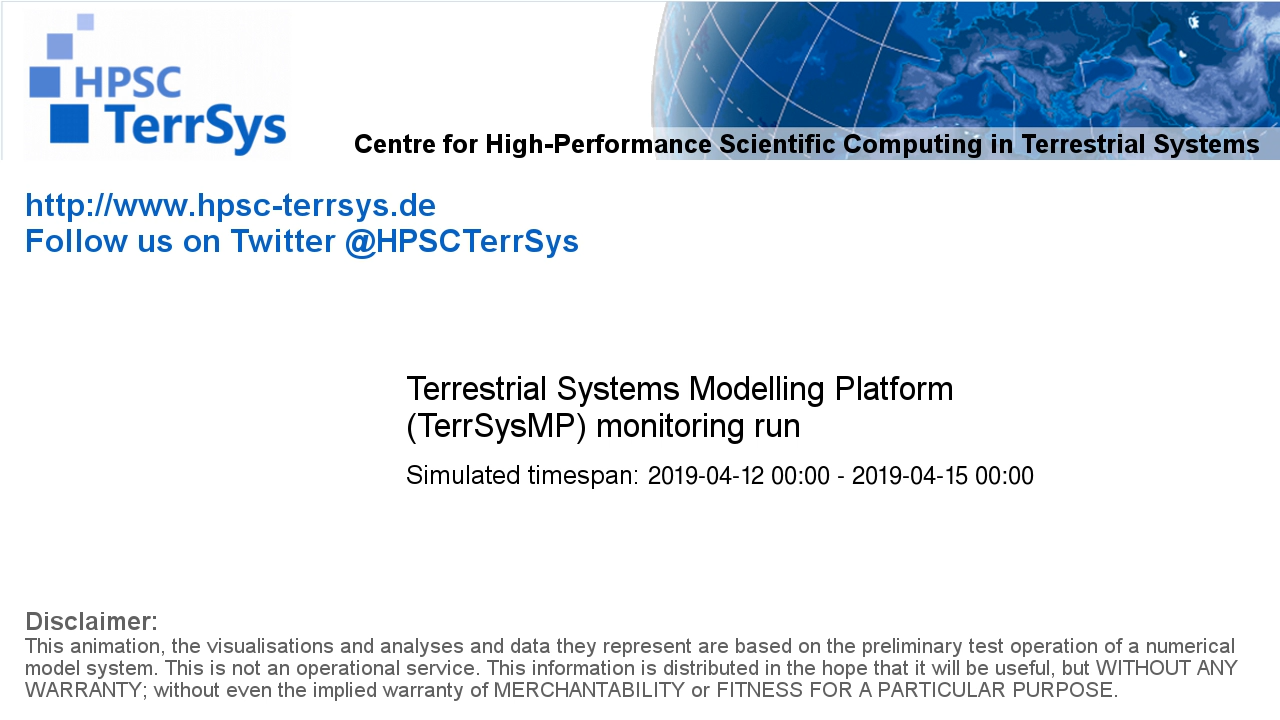 HPSC
TerrSys
Centre for High-Performance Scientific Computing in Terrestrial Systems
http://www.hpsc-terrsys.de
Follow us on Twitter @HPSCTerrSys
Terrestrial Systems Modelling Platform
(TerrSysMP) monitoring run
Simulated timespan: 2019-04-12 00:00 - 2019-04-15 00:00
Disclaimer:
This animation, the visualisations and analyses and data they represent are based on the preliminary test operation of a numerical
model system. This is not an operational service. This information is distributed in the hope that it will be useful, but WITHOUT ANY
WARRANTY; without even the implied warranty of MERCHANTABILITY or FITNESS FOR A PARTICULAR PURPOSE.